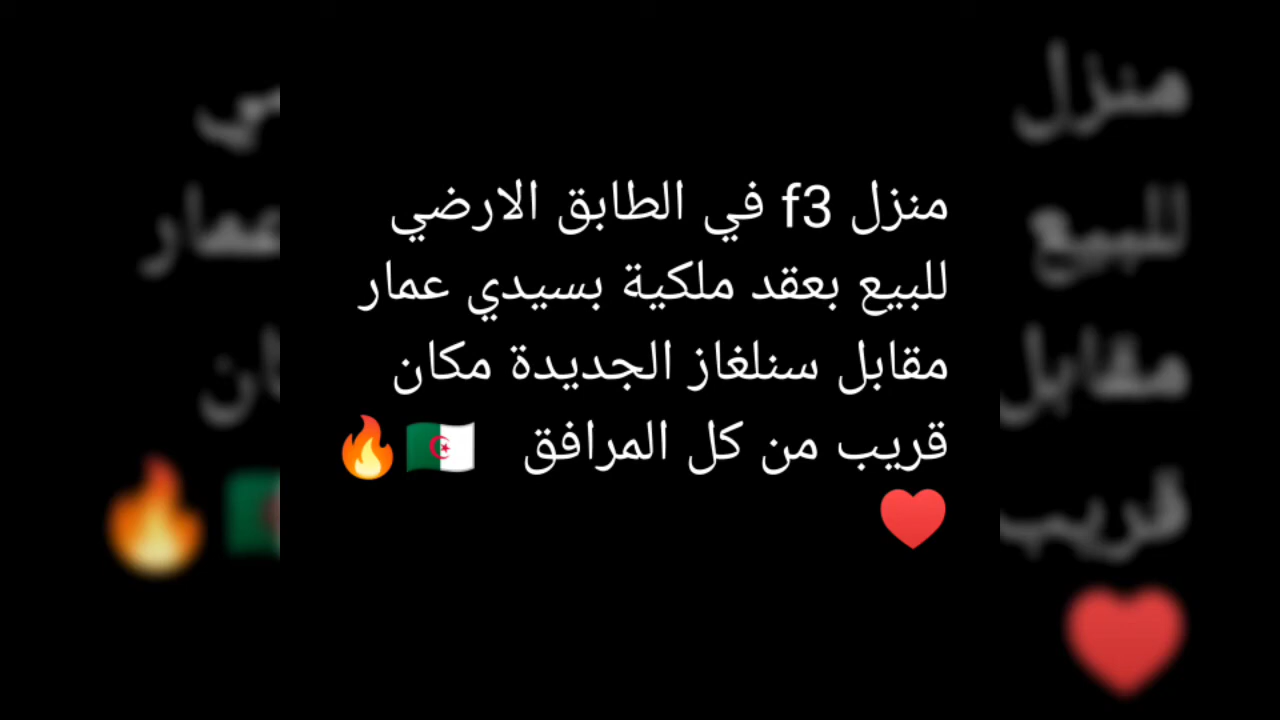 منزل f3 في الطابق الارضي
للبيع بعقد ملكية بسيدي عمار
مقابل سنلغاز الجديدة مكان
قريب من كل المرافق 🇩🇿🔥
♥️